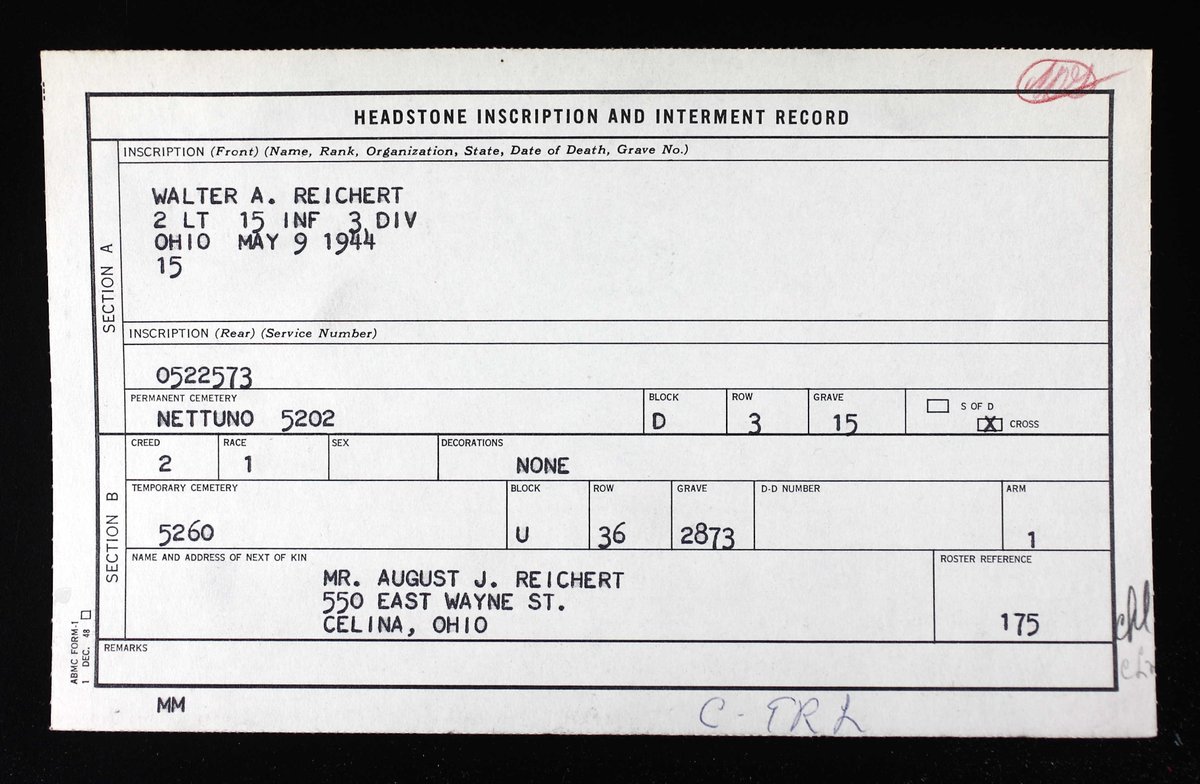 HEADSTONE INSCRIPTION AND INTERMENT RECORD
SECTION A
INSCRIPTION (Front) (Name, Rank, Organization, State, Date of Death, Grave No.)
WALTER A. REICHERT
2 LT 15 INF 3 DIV
OHIO MAY 9 1944
15
INSCRIPTION (Rear) (Service Number)
O522573
PERMANENT CEMETERY BLOCK ROW GRAVE S OF D
NETTUNO 5202 D 3 15 X CROSS
SECTION B
CREED RACE SEX DECORATIONS
2 1 NONE
TEMPORARY CEMETERY BLOCK ROW GRAVE D-D NUMBER ARM
5260 U 36 2873 1
NAME AND ADDRESS OF NEXT OF KIN ROSTER REFERENCE
MR. AUGUST J. REICHERT
550 EAST WAYNE ST.
CELINA, OHIO 175
REMARKS
ABMC FORM-1
1 DEC. 48
MM
C - TRL